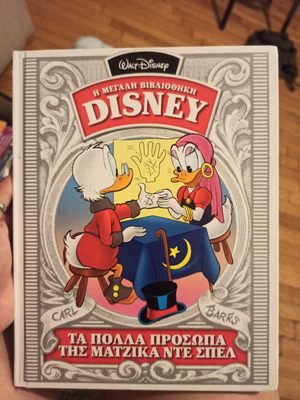 WALT DISNEY
Η ΜΕΓΑΛΗ ΒΙΒΛΙΟΘΗΚΗ
DISNEY
CARL BARKS
ΤΑ ΠΟΛΛΑ ΠΡΟΣΩΠΑ
ΤΗΣ ΜΑΤΖΙΚΑ ΝΤΕ ΣΠΕΛ